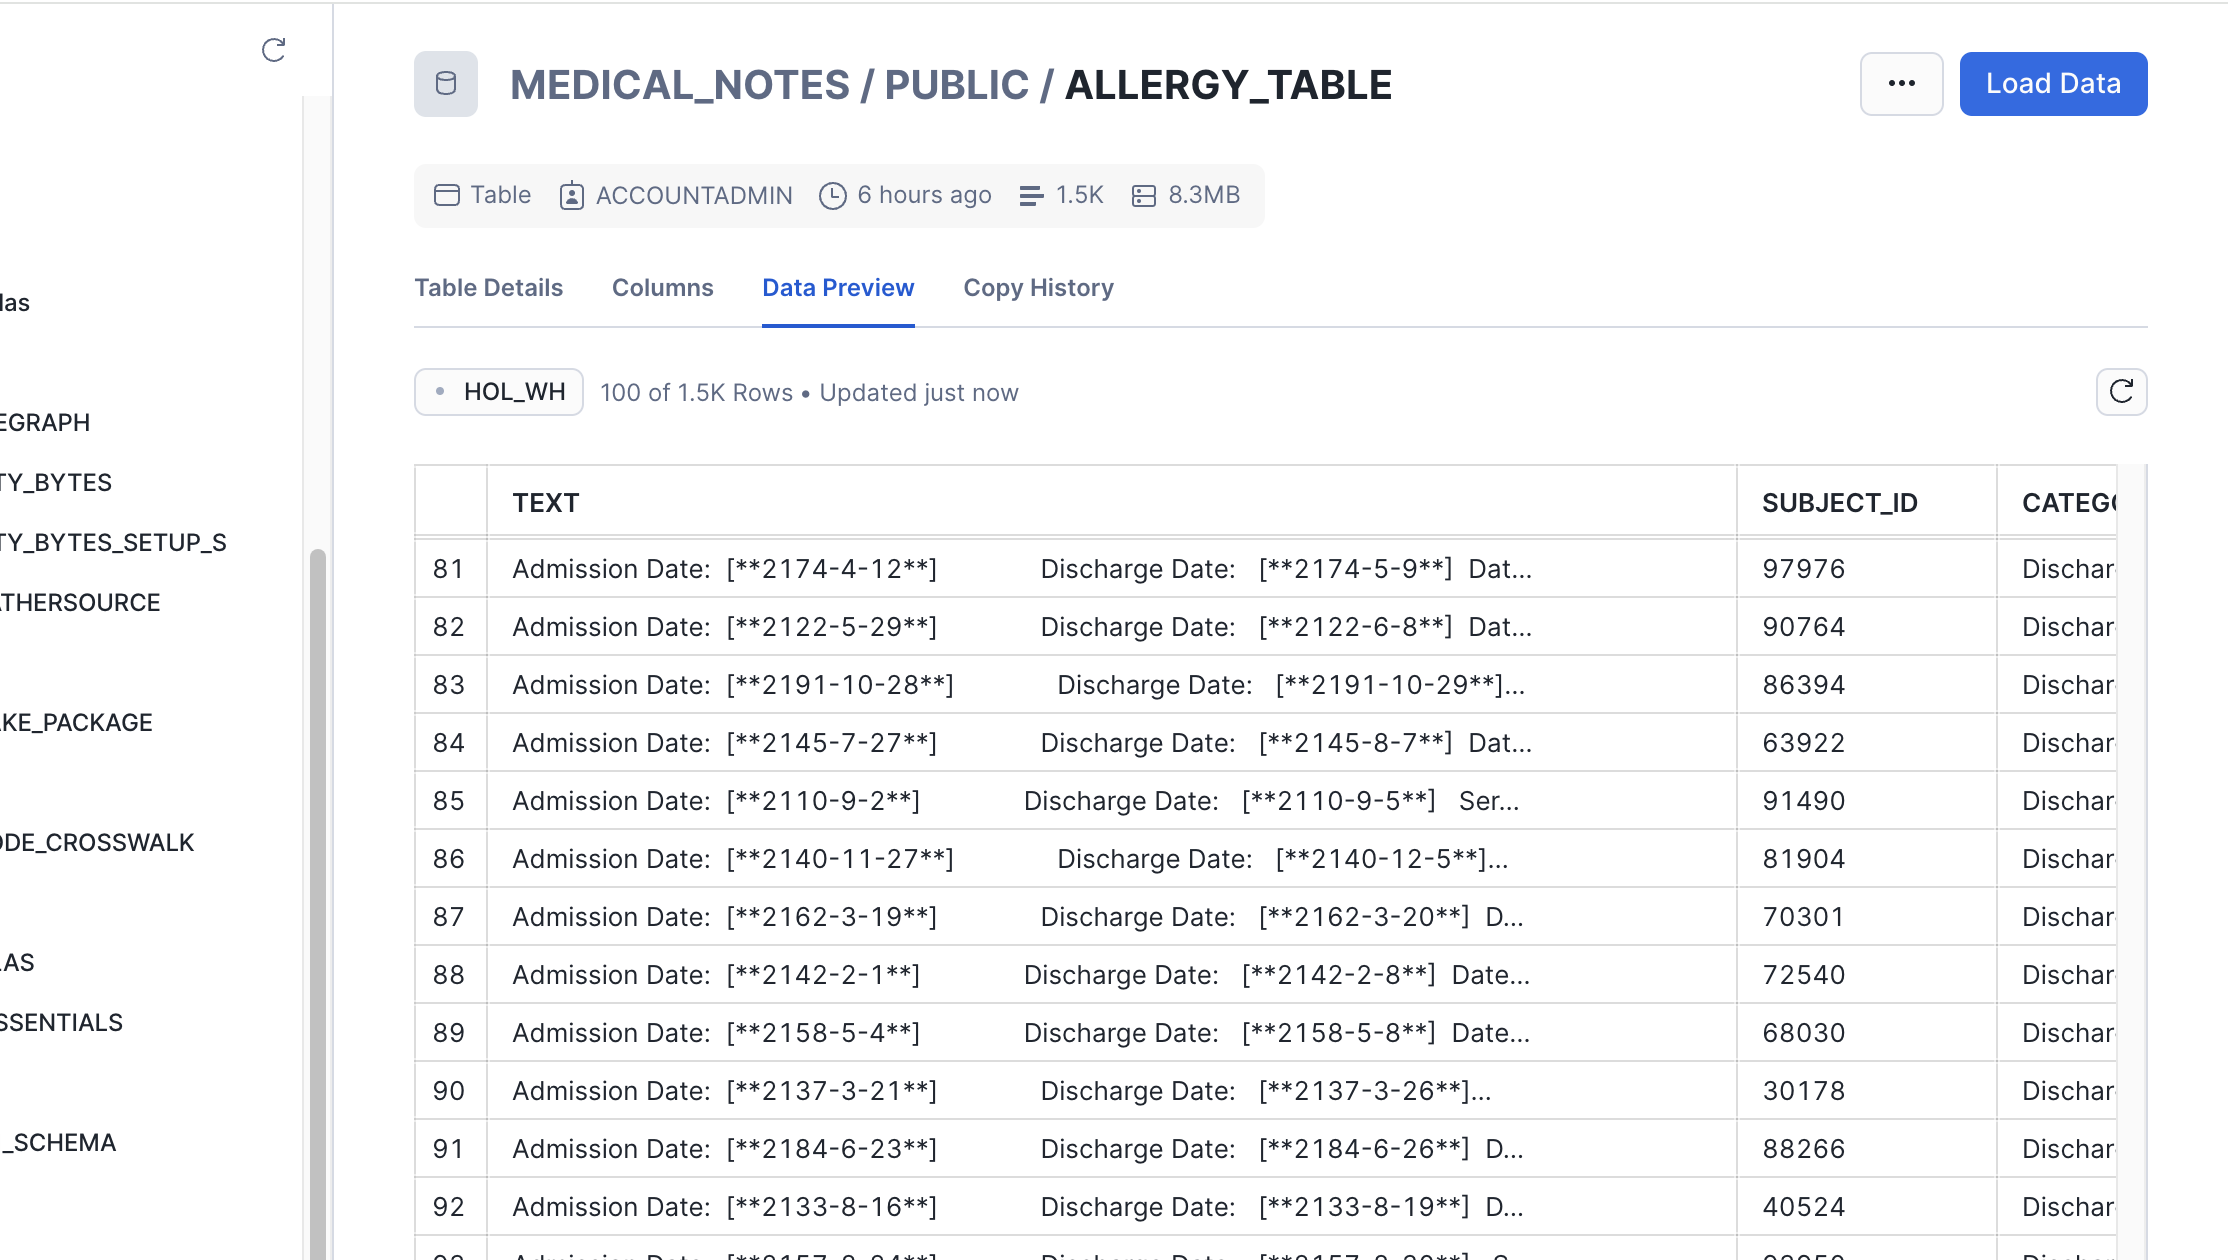 MEDICAL_NOTES / PUBLIC / ALLERGY_TABLE
••• Load Data
Table ACCOUNTADMIN 6 hours ago 1.5K 8.3MB
Table Details Columns Data Preview Copy History
HOL_WH 100 of 1.5K Rows • Updated just now
las
EGRAPH
TY_BYTES
TY_BYTES_SETUP_S
ATHERSOURCE
AKE_PACKAGE
ODE_CROSSWALK
LAS
SSENTIALS
_SCHEMA
TEXT SUBJECT_ID CATEGO
81 Admission Date: [**2174-4-12**] Discharge Date: [**2174-5-9**] Dat... 97976 Dischar
82 Admission Date: [**2122-5-29**] Discharge Date: [**2122-6-8**] Dat... 90764 Dischar
83 Admission Date: [**2191-10-28**] Discharge Date: [**2191-10-29**]... 86394 Dischar
84 Admission Date: [**2145-7-27**] Discharge Date: [**2145-8-7**] Dat... 63922 Dischar
85 Admission Date: [**2110-9-2**] Discharge Date: [**2110-9-5**] Ser... 91490 Dischar
86 Admission Date: [**2140-11-27**] Discharge Date: [**2140-12-5**]... 81904 Dischar
87 Admission Date: [**2162-3-19**] Discharge Date: [**2162-3-20**] D... 70301 Dischar
88 Admission Date: [**2142-2-1**] Discharge Date: [**2142-2-8**] Date... 72540 Dischar
89 Admission Date: [**2158-5-4**] Discharge Date: [**2158-5-8**] Date... 68030 Dischar
90 Admission Date: [**2137-3-21**] Discharge Date: [**2137-3-26**]... 30178 Dischar
91 Admission Date: [**2184-6-23**] Discharge Date: [**2184-6-26**] D... 88266 Dischar
92 Admission Date: [**2133-8-16**] Discharge Date: [**2133-8-19**] D... 40524 Dischar